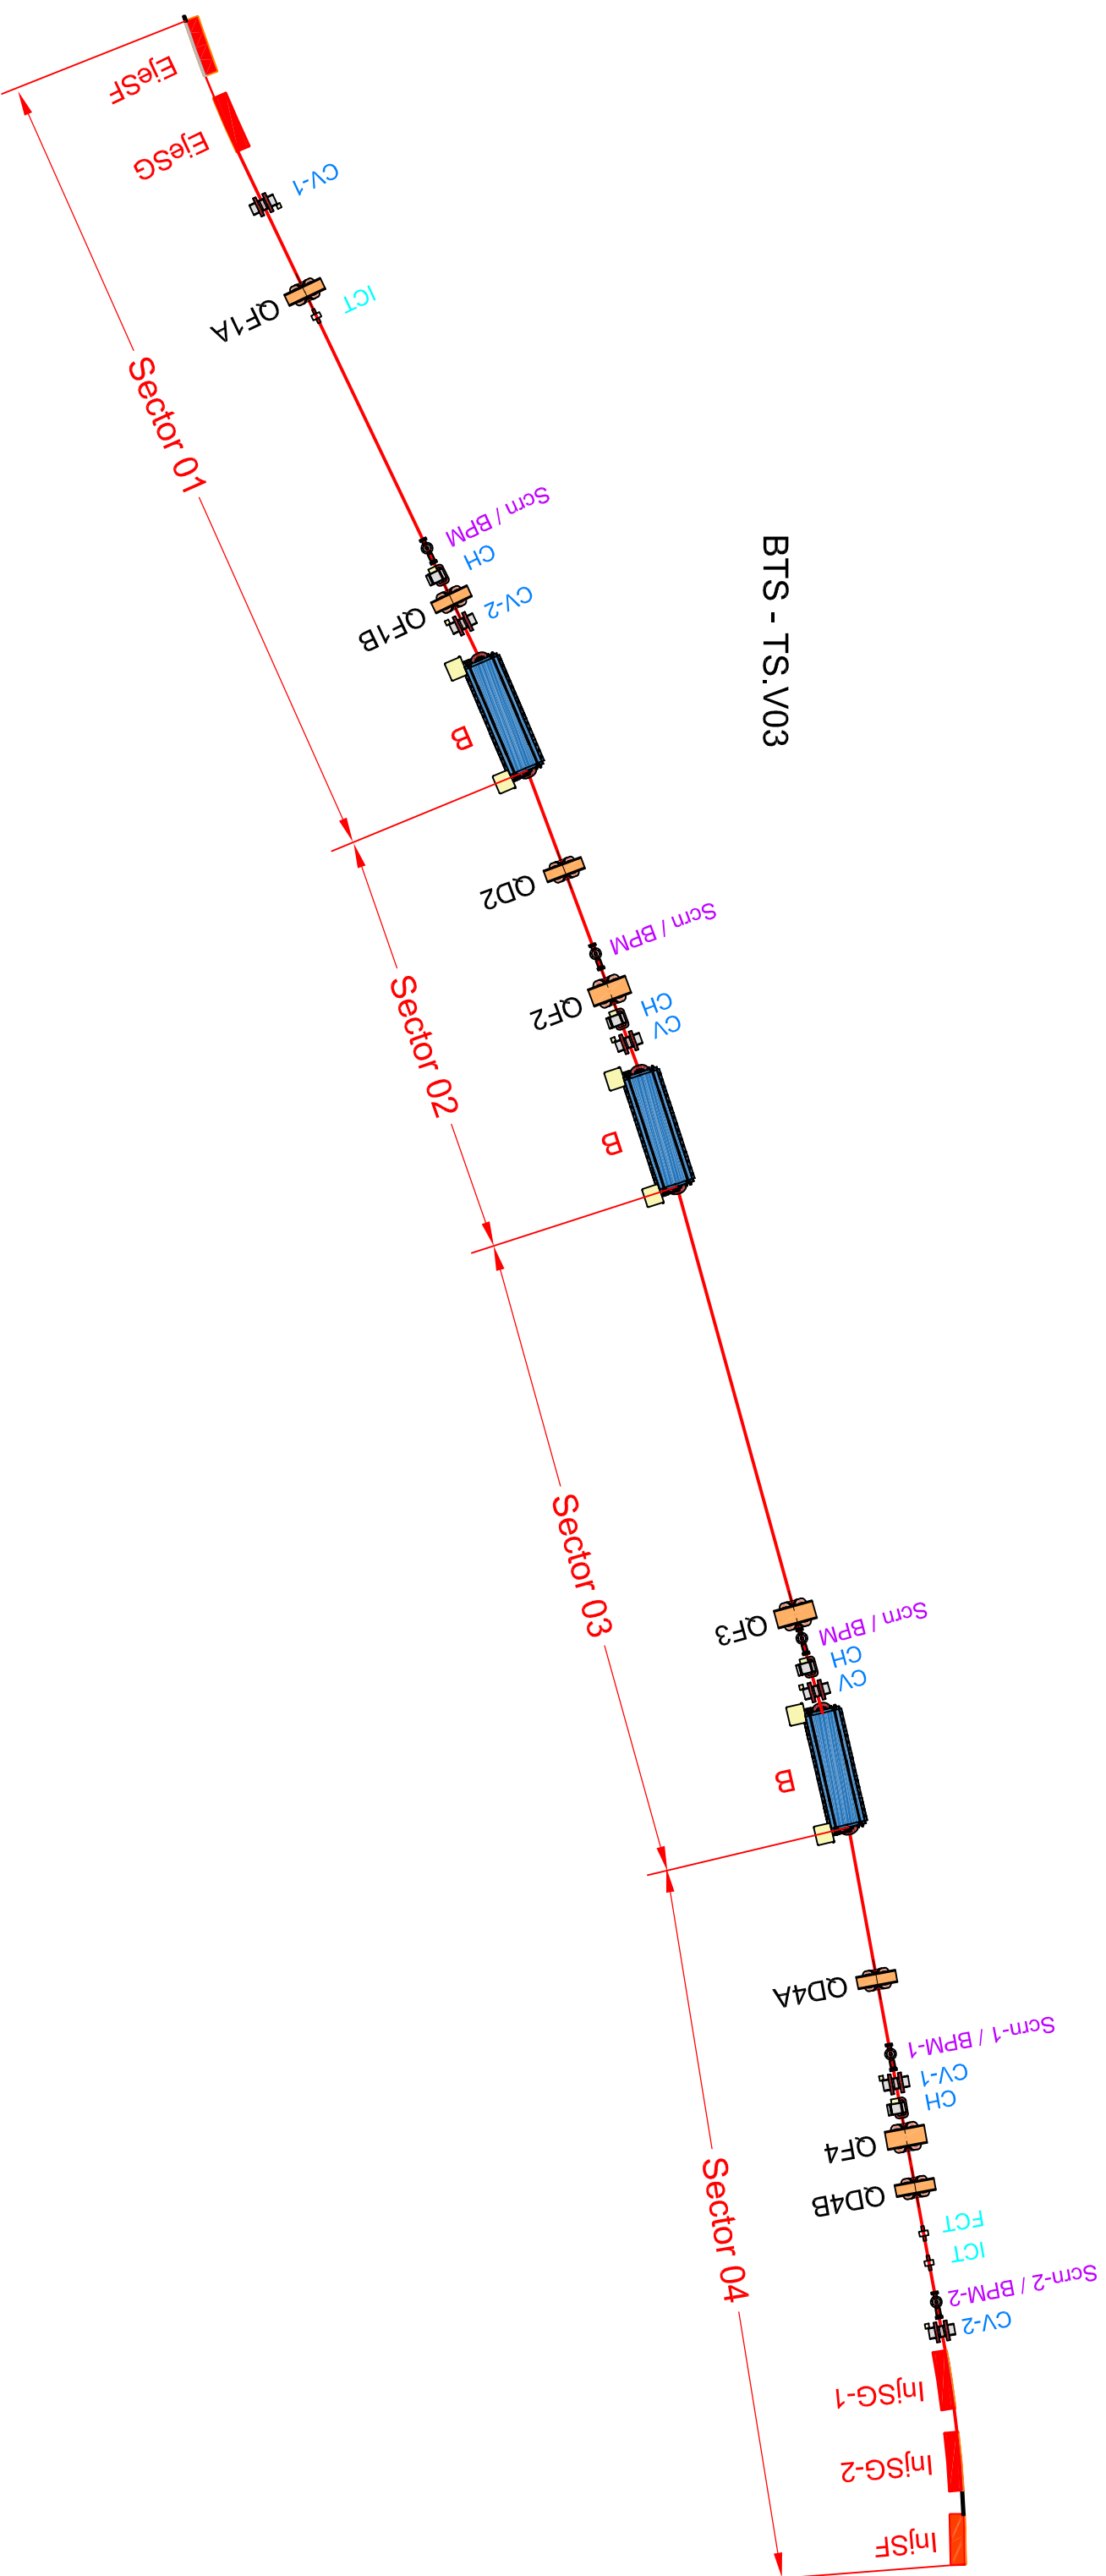 BTS - TS.V03
EjeSF
EjeSG
CV-1
QF1A
ICT
Sector 01
Scrn / BPM
CH
CV-2
QF1B
B
QD2
Scrn / BPM
QF2
CH
CV
Sector 02
B
Sector 03
QF3
Scrn / BPM
CH
CV
B
QD4A
Scrn-1 / BPM-1
CV-1
CH
QF4
QD4B
Sector 04
FCT
ICT
Scrn-2 / BPM-2
CV-2
InjSG-1
InjSG-2
InjSF